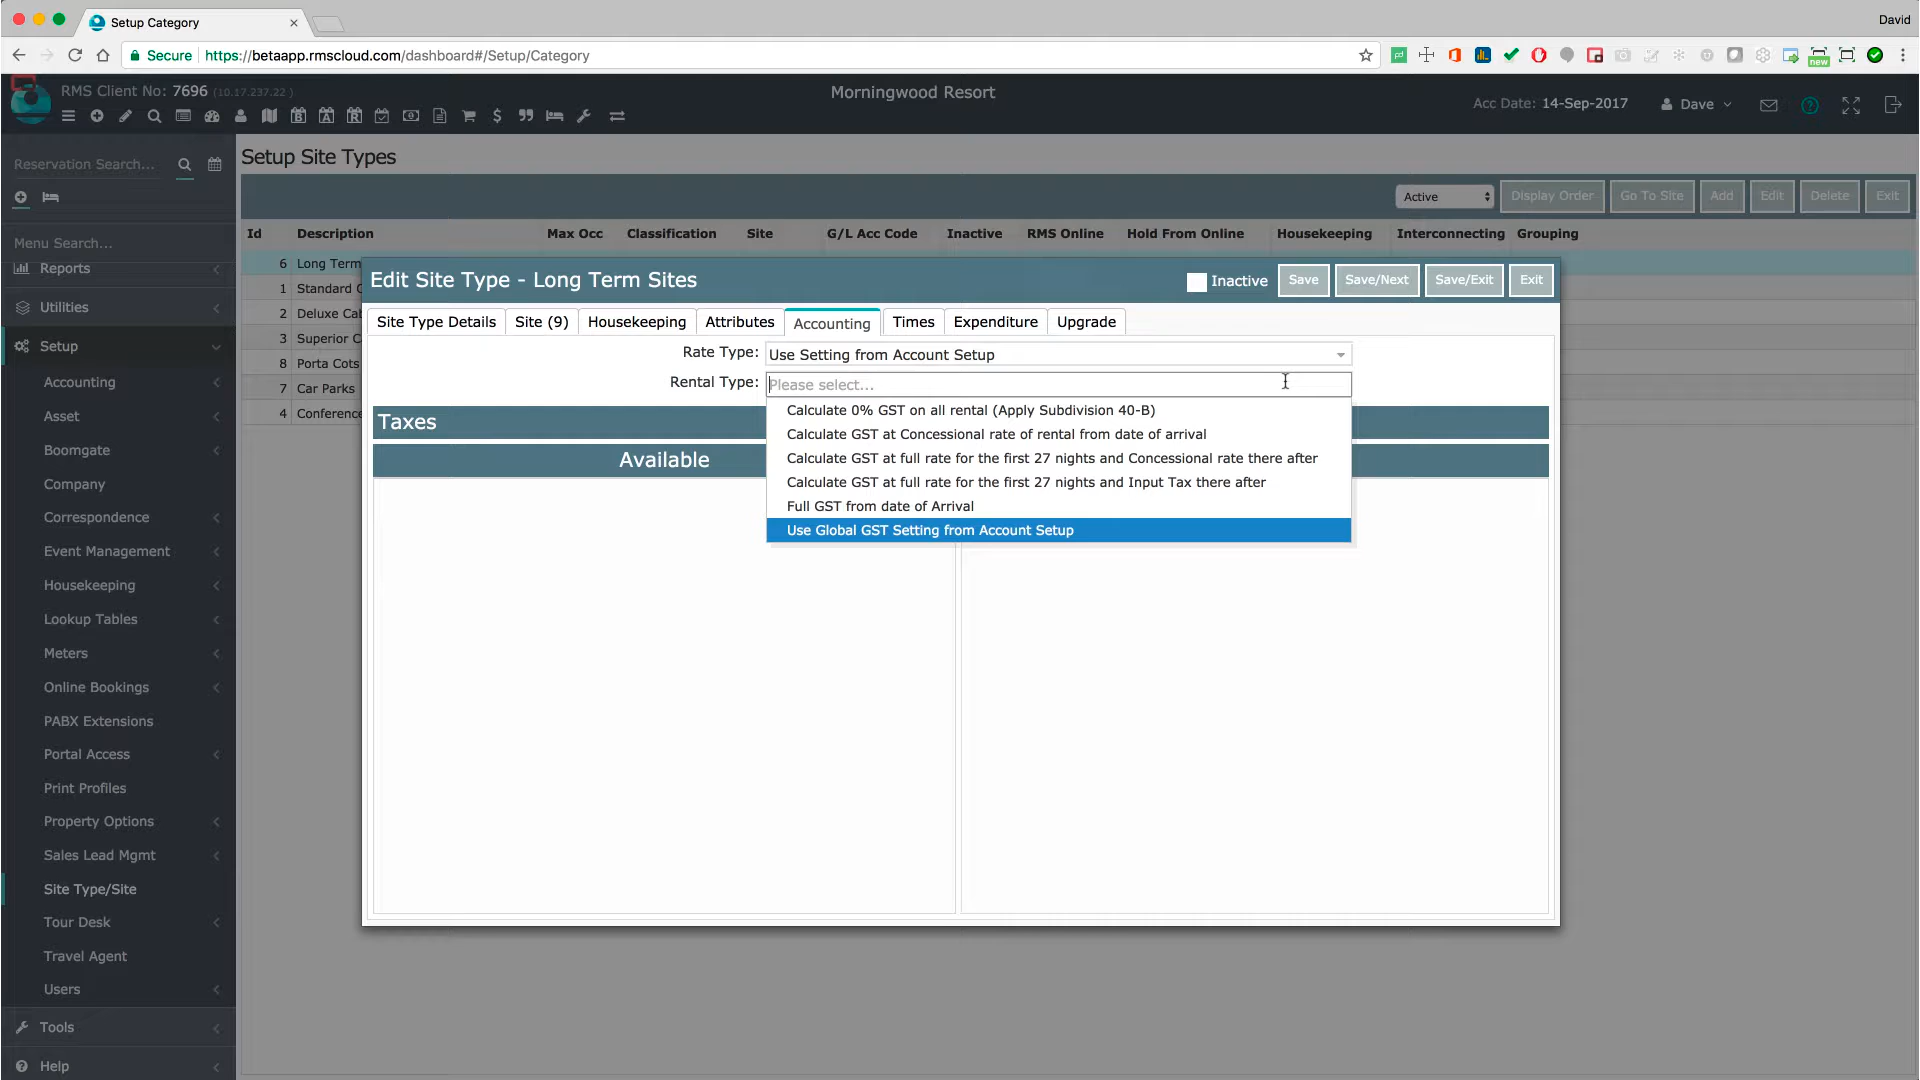 Setup Category
David
Secure https://betaapp.rmscloud.com/dashboard#/Setup/Category
new
RMS Client No: 7696 (10.17.237.22 )
Morningwood Resort
Acc Date: 14-Sep-2017
Dave
Reservation Search...
Menu Search...
Reports
Utilities
Setup
Accounting
Asset
Boomgate
Company
Correspondence
Event Management
Housekeeping
Lookup Tables
Meters
Online Bookings
PABX Extensions
Portal Access
Print Profiles
Property Options
Sales Lead Mgmt
Site Type/Site
Tour Desk
Travel Agent
Users
Tools
Help
Setup Site Types
Active Display Order Go To Site Add Edit Delete Exit
Id Description Max Occ Classification Site G/L Acc Code Inactive RMS Online Hold From Online Housekeeping Interconnecting Grouping
6 Long Term
1 Standard
2 Deluxe Cab
3 Superior C
8 Porta Cots
7 Car Parks
4 Conference
Edit Site Type - Long Term Sites
Inactive Save Save/Next Save/Exit Exit
Site Type Details Site (9) Housekeeping Attributes Accounting Times Expenditure Upgrade
Rate Type: Use Setting from Account Setup
Rental Type: Please select...
Calculate 0% GST on all rental (Apply Subdivision 40-B)
Calculate GST at Concessional rate of rental from date of arrival
Calculate GST at full rate for the first 27 nights and Concessional rate there after
Calculate GST at full rate for the first 27 nights and Input Tax there after
Full GST from date of Arrival
Use Global GST Setting from Account Setup
Taxes
Available